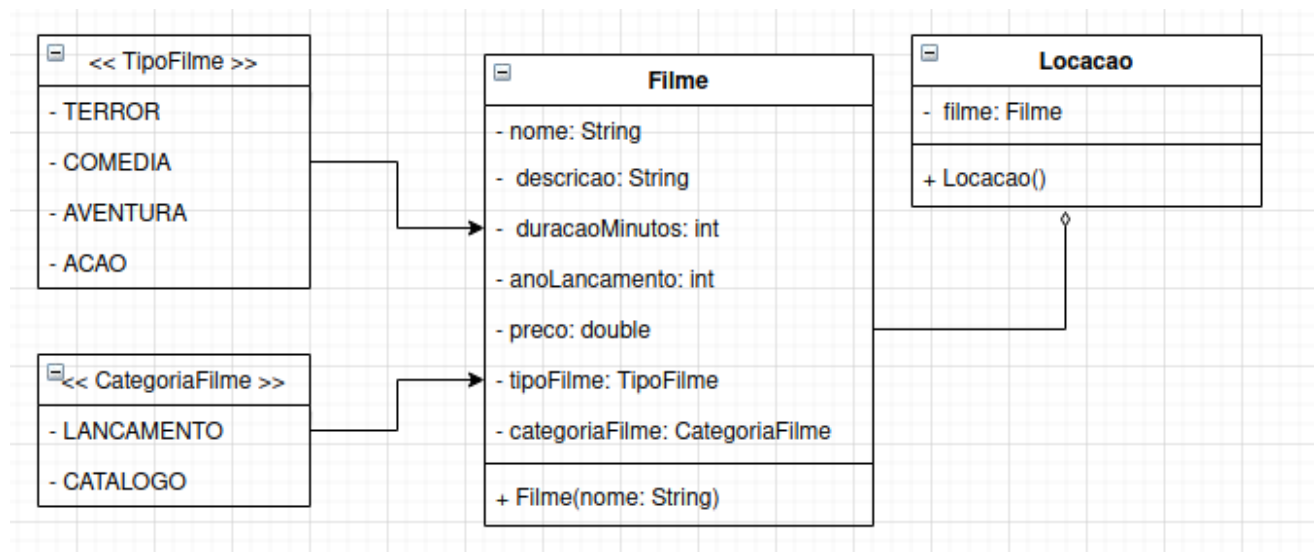 << TipoFilme >>
- TERROR
- COMEDIA
- AVENTURA
- ACAO
<< CategoriaFilme >>
- LANCAMENTO
- CATALOGO
Filme
- nome: String
- descricao: String
- duracaoMinutos: int
- anoLancamento: int
- preco: double
- tipoFilme: TipoFilme
- categoriaFilme: CategoriaFilme
+ Filme(nome: String)
Locacao
- filme: Filme
+ Locacao()